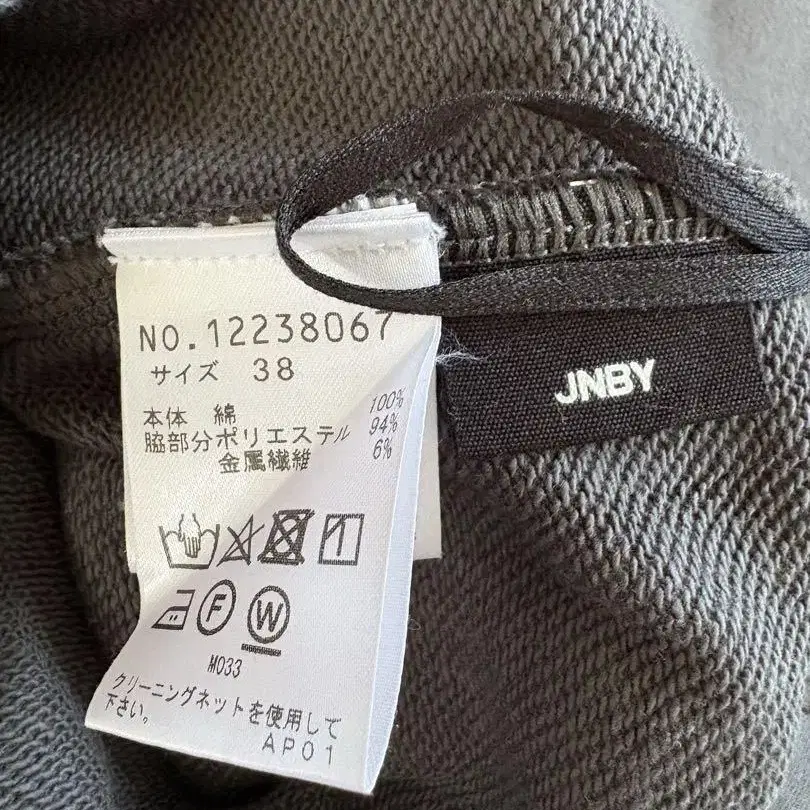 NO.12238067
サイズ 38
本体 綿 100%
脇部分ポリエステル 94%
金属繊維 6%
F W
M033
クリーニングネットを使用して
下さい。
AP01
JNBY